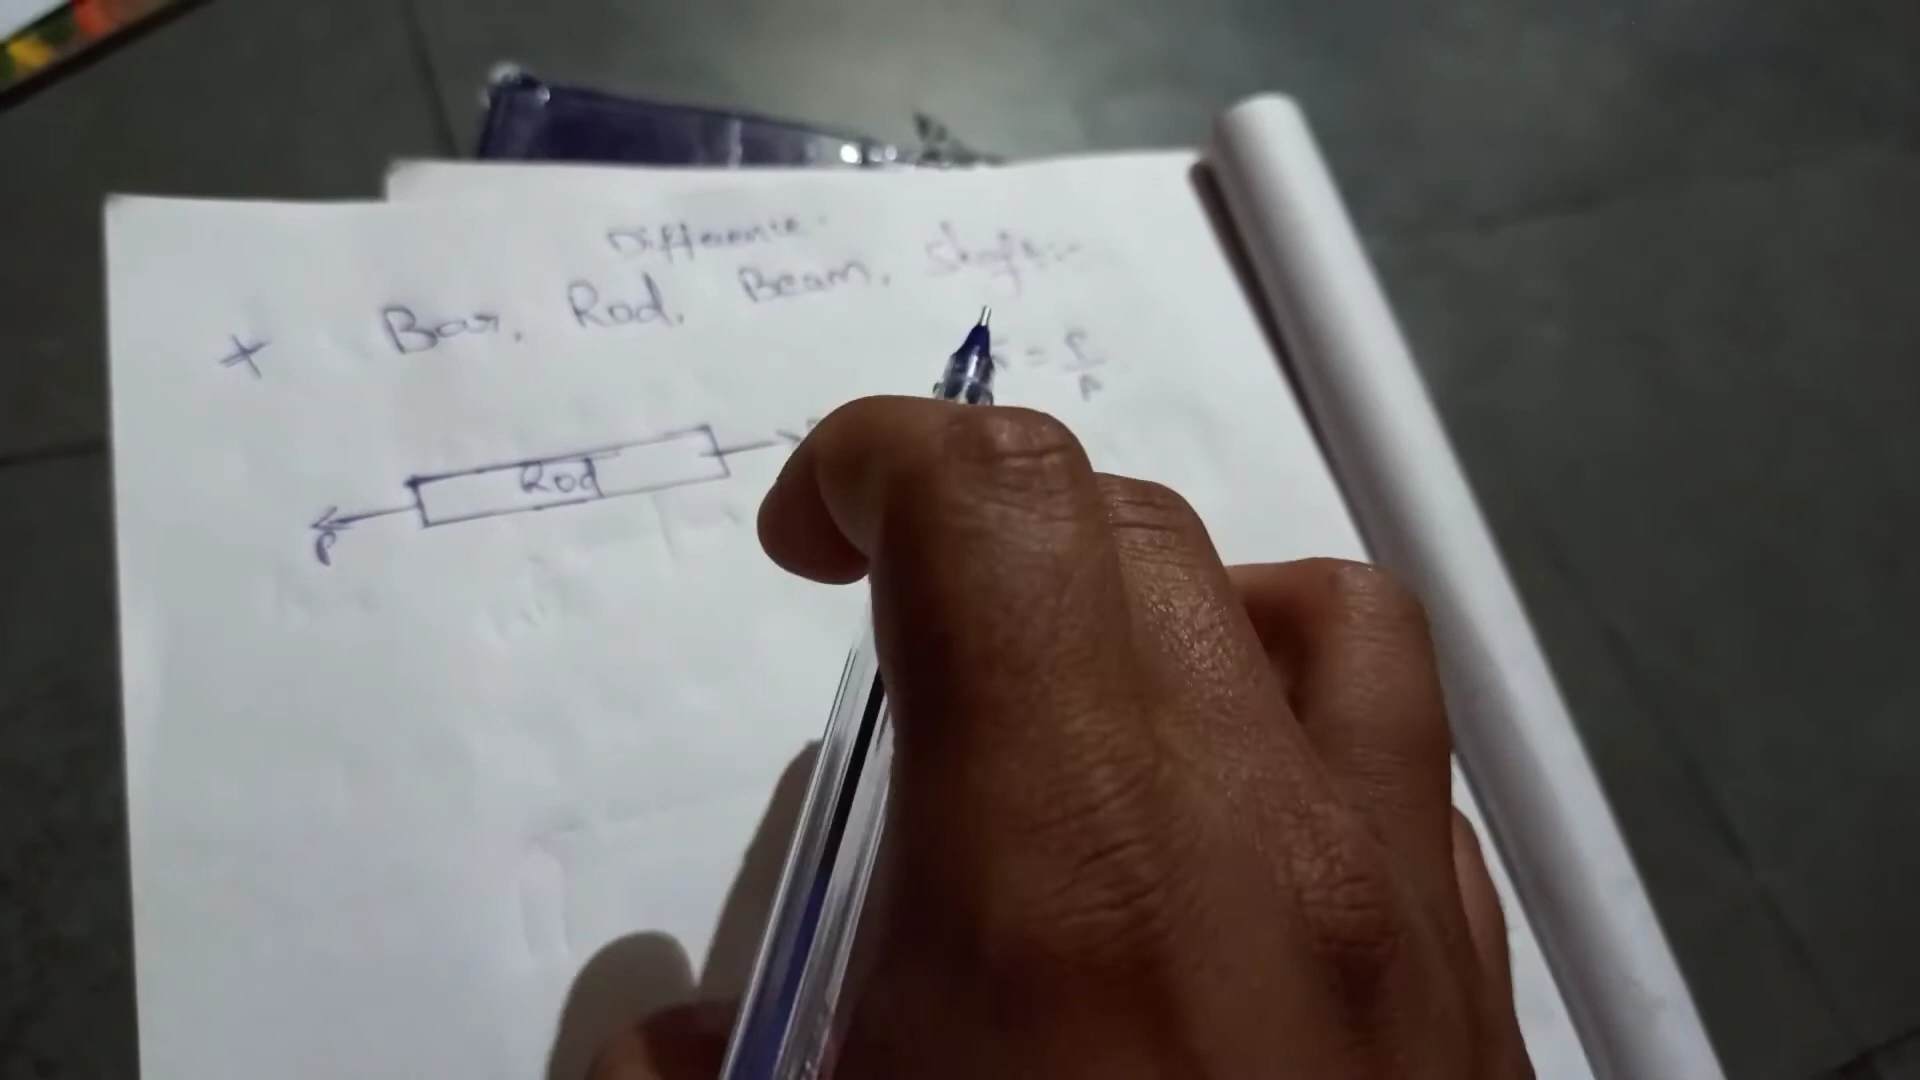 Difference
* Bar, Rod, Beam, Shaft
= P/A
Rod
P